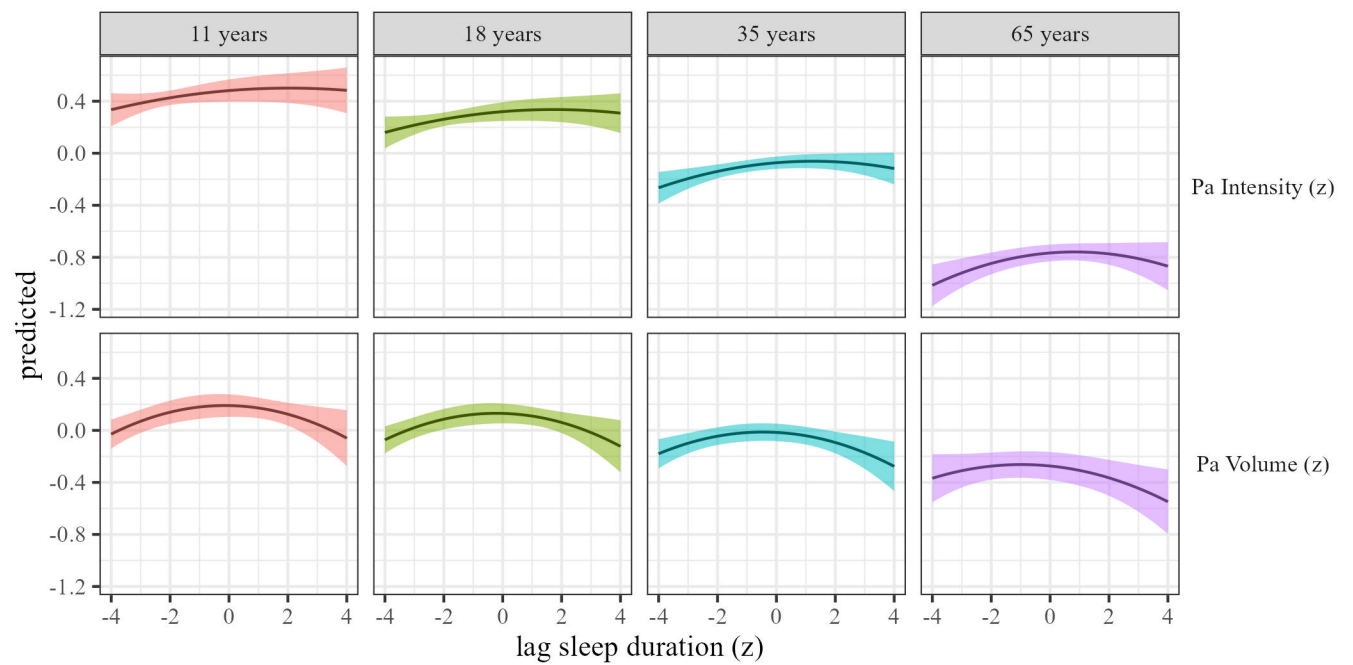 11 years
18 years
35 years
65 years
0.4
0.0
-0.4
-0.8
-1.2
Pa Intensity (z)
predicted
0.4
0.0
-0.4
-0.8
-1.2
Pa Volume (z)
-4 -2 0 2 4
-4 -2 0 2 4
-4 -2 0 2 4
-4 -2 0 2 4
lag sleep duration (z)